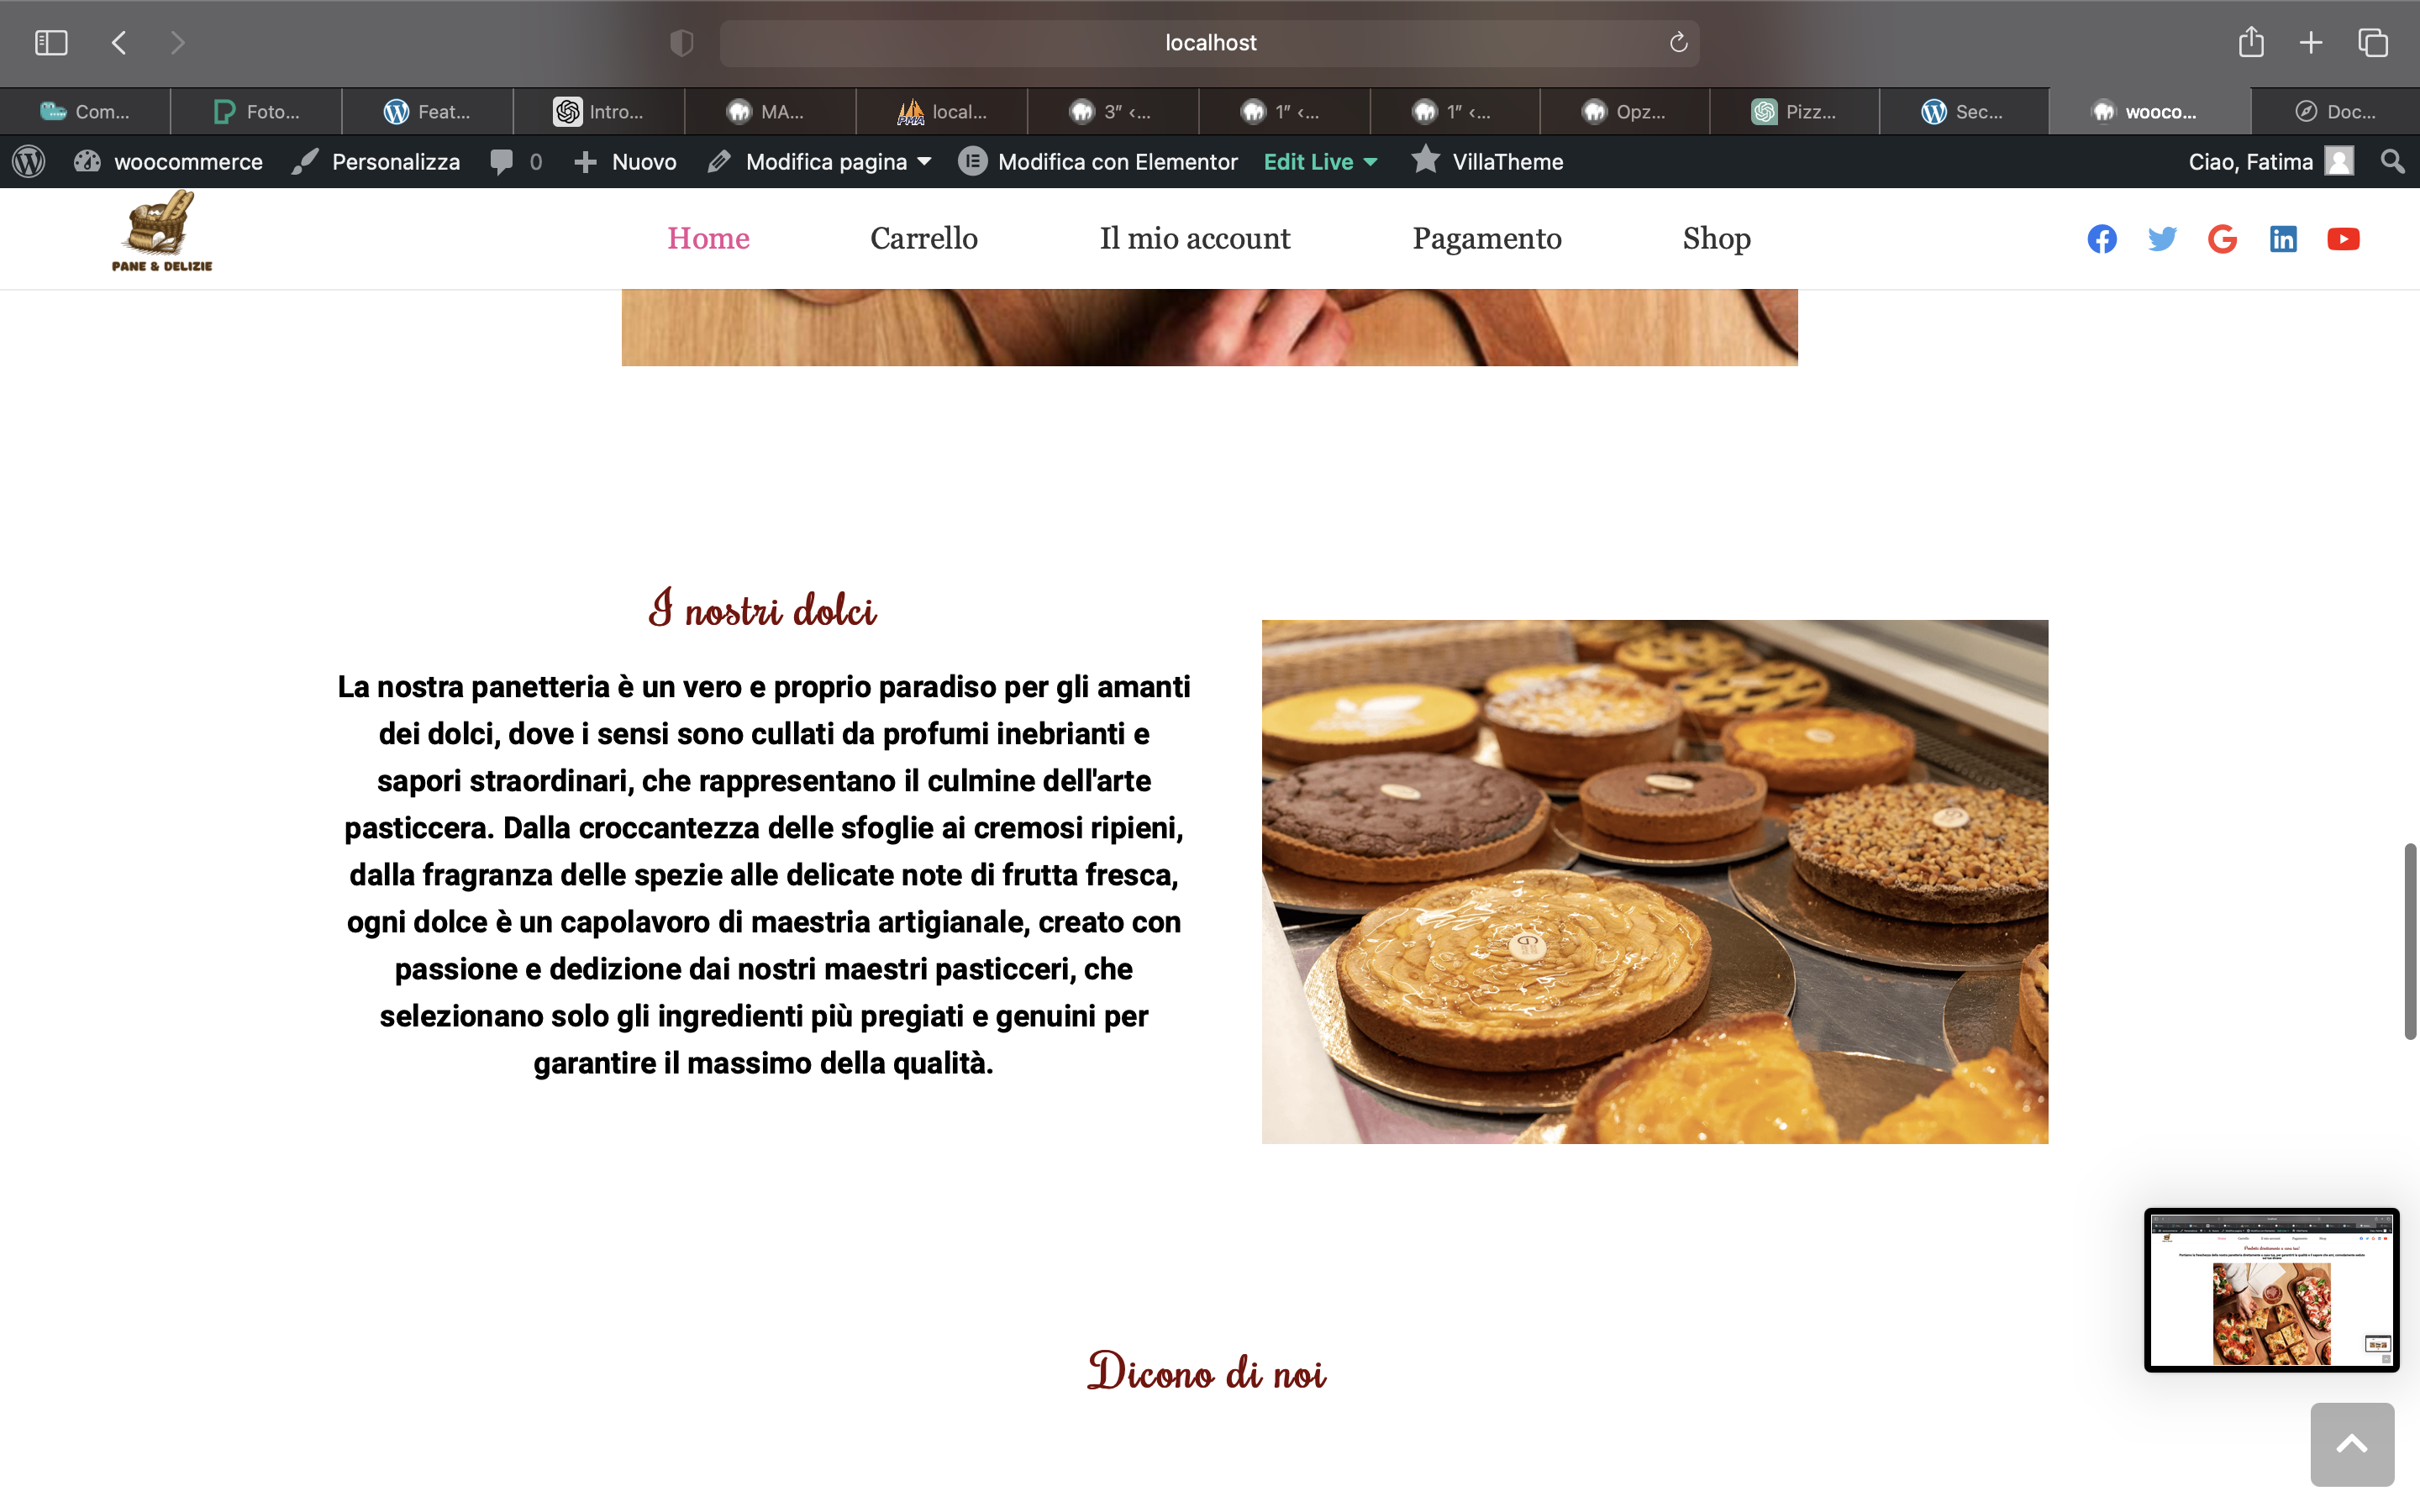 localhost
Com...
Foto...
Feat...
Intro...
MA...
local...
3” ‹...
1” ‹...
1” ‹...
Opz...
Pizz...
Sec...
wooco...
Doc...
woocommerce
Personalizza
0
Nuovo
Modifica pagina
Modifica con Elementor
Edit Live
VillaTheme
Ciao, Fatima
PANE & DELIZIE
Home
Carrello
Il mio account
Pagamento
Shop
I nostri dolci
La nostra panetteria è un vero e proprio paradiso per gli amanti
dei dolci, dove i sensi sono cullati da profumi inebrianti e
sapori straordinari, che rappresentano il culmine dell'arte
pasticcera. Dalla croccantezza delle sfoglie ai cremosi ripieni,
dalla fragranza delle spezie alle delicate note di frutta fresca,
ogni dolce è un capolavoro di maestria artigianale, creato con
passione e dedizione dai nostri maestri pasticceri, che
selezionano solo gli ingredienti più pregiati e genuini per
garantire il massimo della qualità.
Dicono di noi